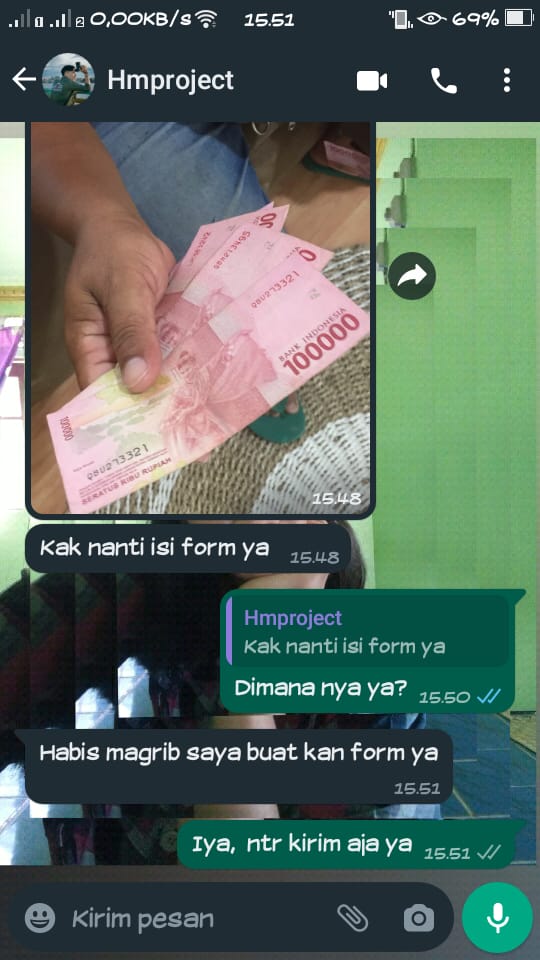 0,00KB/S 15.51 69%
Hmproject
100000
BANK INDONESIA
100000
QBU273321
QBU273321
SERATUS RIBU RUPIAH
15.48
Kak nanti isi form ya 15.48
Hmproject
Kak nanti isi form ya
Dimana nya ya? 15.50
Habis magrib saya buat kan form ya
15.51
Iya, ntr kirim aja ya 15.51
Kirim pesan